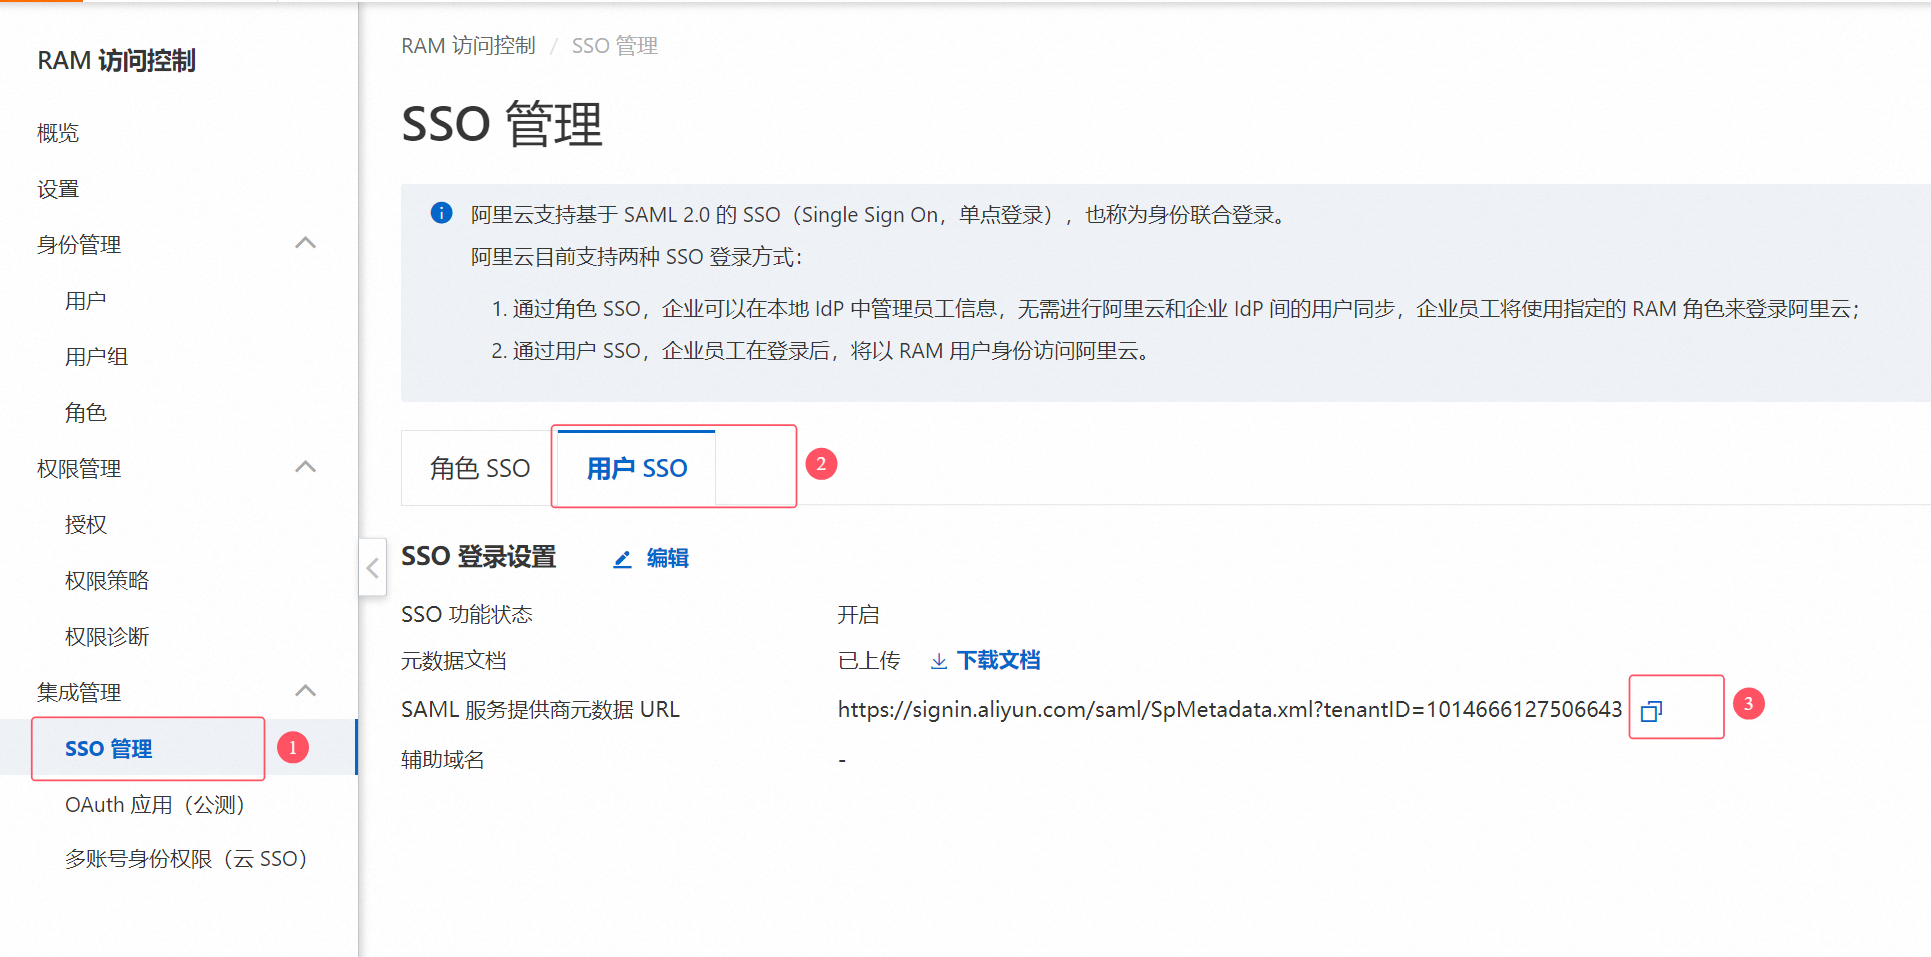 RAM 访问控制
概览
设置
身份管理
用户
用户组
角色
权限管理
授权
权限策略
权限诊断
集成管理
SSO 管理
1
OAuth 应用（公测）
多账号身份权限（云 SSO）
RAM 访问控制 / SSO 管理
SSO 管理
阿里云支持基于 SAML 2.0 的 SSO（Single Sign On，单点登录），也称为身份联合登录。
阿里云目前支持两种 SSO 登录方式：
1. 通过角色 SSO，企业可以在本地 IdP 中管理员工信息，无需进行阿里云和企业 IdP 间的用户同步，企业员工将使用指定的 RAM 角色来登录阿里云；
2. 通过用户 SSO，企业员工在登录后，将以 RAM 用户身份访问阿里云。
角色 SSO 用户 SSO 2
SSO 登录设置 编辑
SSO 功能状态 开启
元数据文档 已上传 下载文档
SAML 服务提供商元数据 URL https://signin.aliyun.com/saml/SpMetadata.xml?tenantID=1014666127506643 3
辅助域名 -